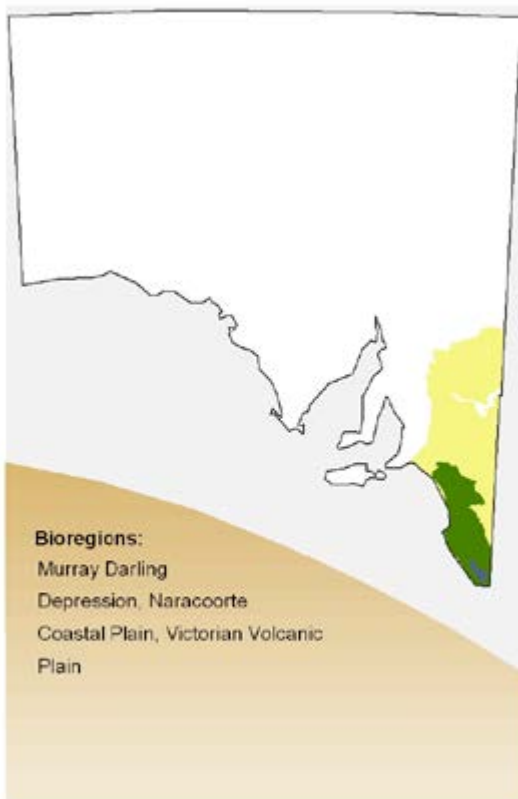 Bioregions:
Murray Darling
Depression, Naracoorte
Coastal Plain, Victorian Volcanic
Plain